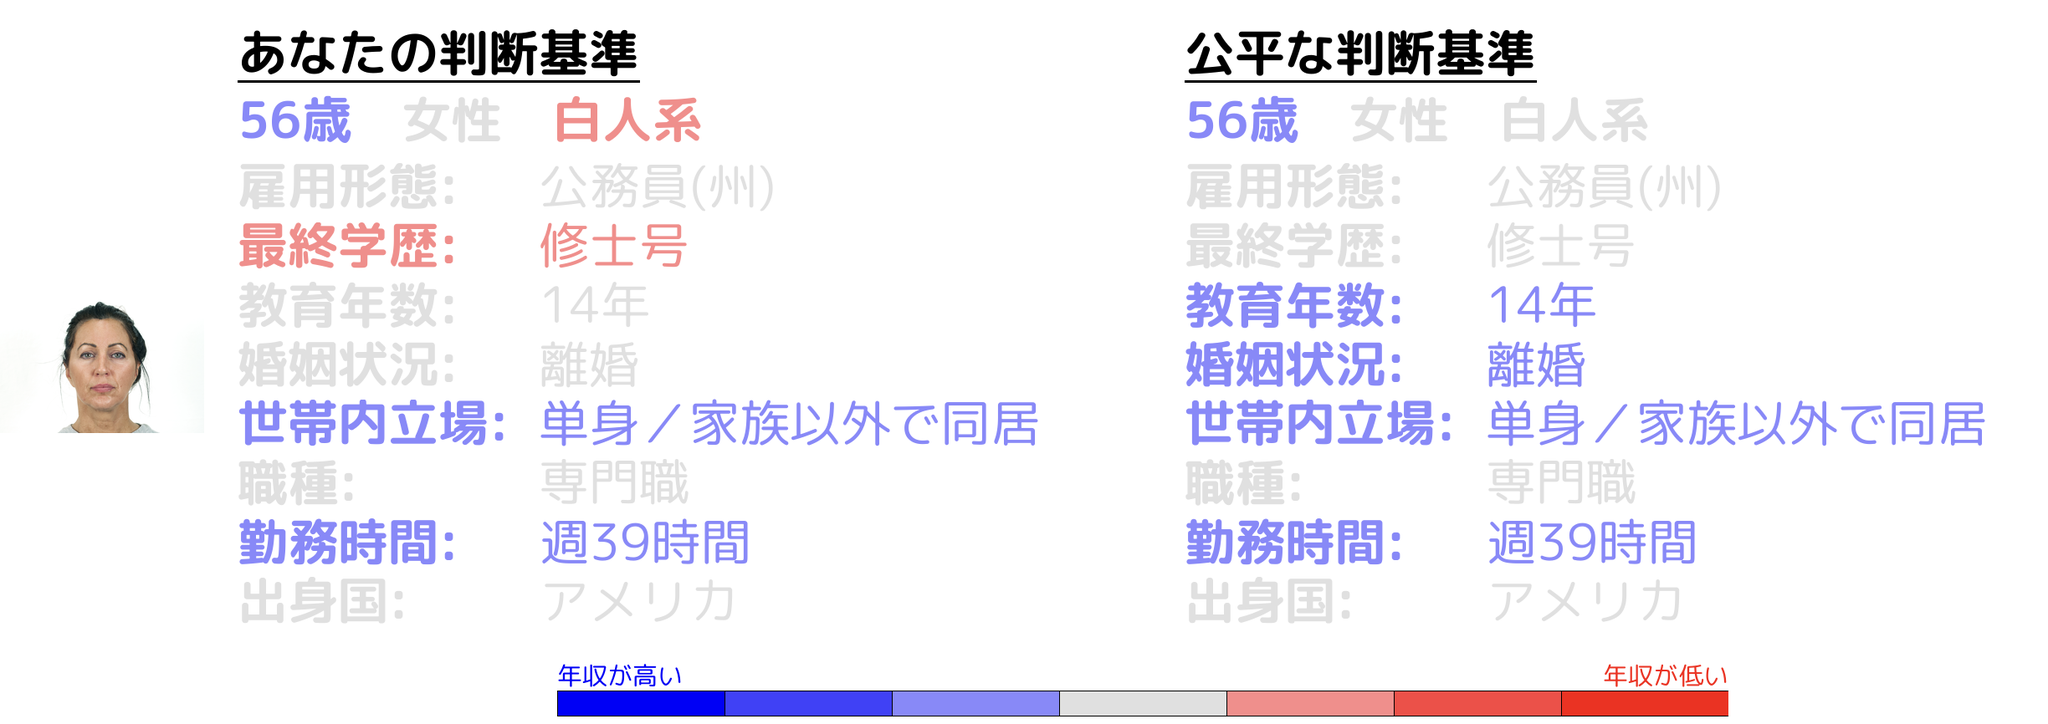 あなたの判断基準
56歳 女性 白人系
雇用形態: 公務員(州)
最終学歴: 修士号
教育年数: 14年
婚姻状況: 離婚
世帯内立場: 単身／家族以外で同居
職種: 専門職
勤務時間: 週39時間
出身国: アメリカ
公平な判断基準
56歳 女性 白人系
雇用形態: 公務員(州)
最終学歴: 修士号
教育年数: 14年
婚姻状況: 離婚
世帯内立場: 単身／家族以外で同居
職種: 専門職
勤務時間: 週39時間
出身国: アメリカ
年収が高い
年収が低い